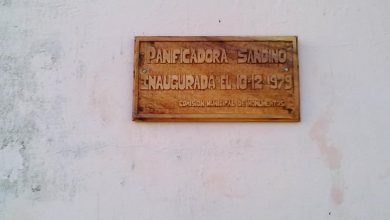 PANIFICADORA SANDINO
INAUGURADA EL 10-12-1979
COMISION MUNICIPAL DE MONUMENTOS